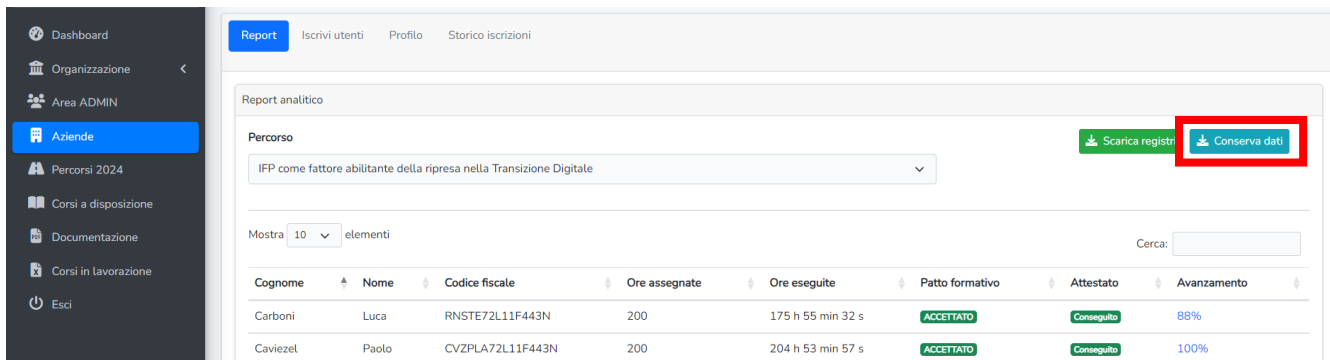 Dashboard
Organizzazione
Area ADMIN
Aziende
Percorsi 2024
Corsi a disposizione
Documentazione
Corsi in lavorazione
Esci
Report Iscrivi utenti Profilo Storico iscrizioni
Report analitico
Percorso
Scarica registri Conserva dati
IFP come fattore abilitante della ripresa nella Transizione Digitale
Mostra 10 elementi
Cerca:
Cognome Nome Codice fiscale Ore assegnate Ore eseguite Patto formativo Attestato Avanzamento
Carboni Luca RNSTE72L11F443N 200 175 h 55 min 32 s ACCETTATO Conseguito 88%
Caviezel Paolo CVZPLA72L11F443N 200 204 h 53 min 57 s ACCETTATO Conseguito 100%